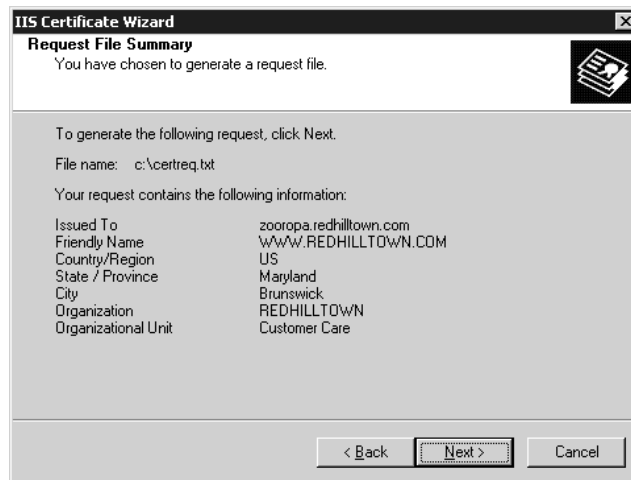 IIS Certificate Wizard
Request File Summary
You have chosen to generate a request file.
To generate the following request, click Next.
File name: c:\certreq.txt
Your request contains the following information:
Issued To zooropa.redhilltown.com
Friendly Name WWW.REDHILLTOWN.COM
Country/Region US
State / Province Maryland
City Brunswick
Organization REDHILLTOWN
Organizational Unit Customer Care
< Back Next > Cancel